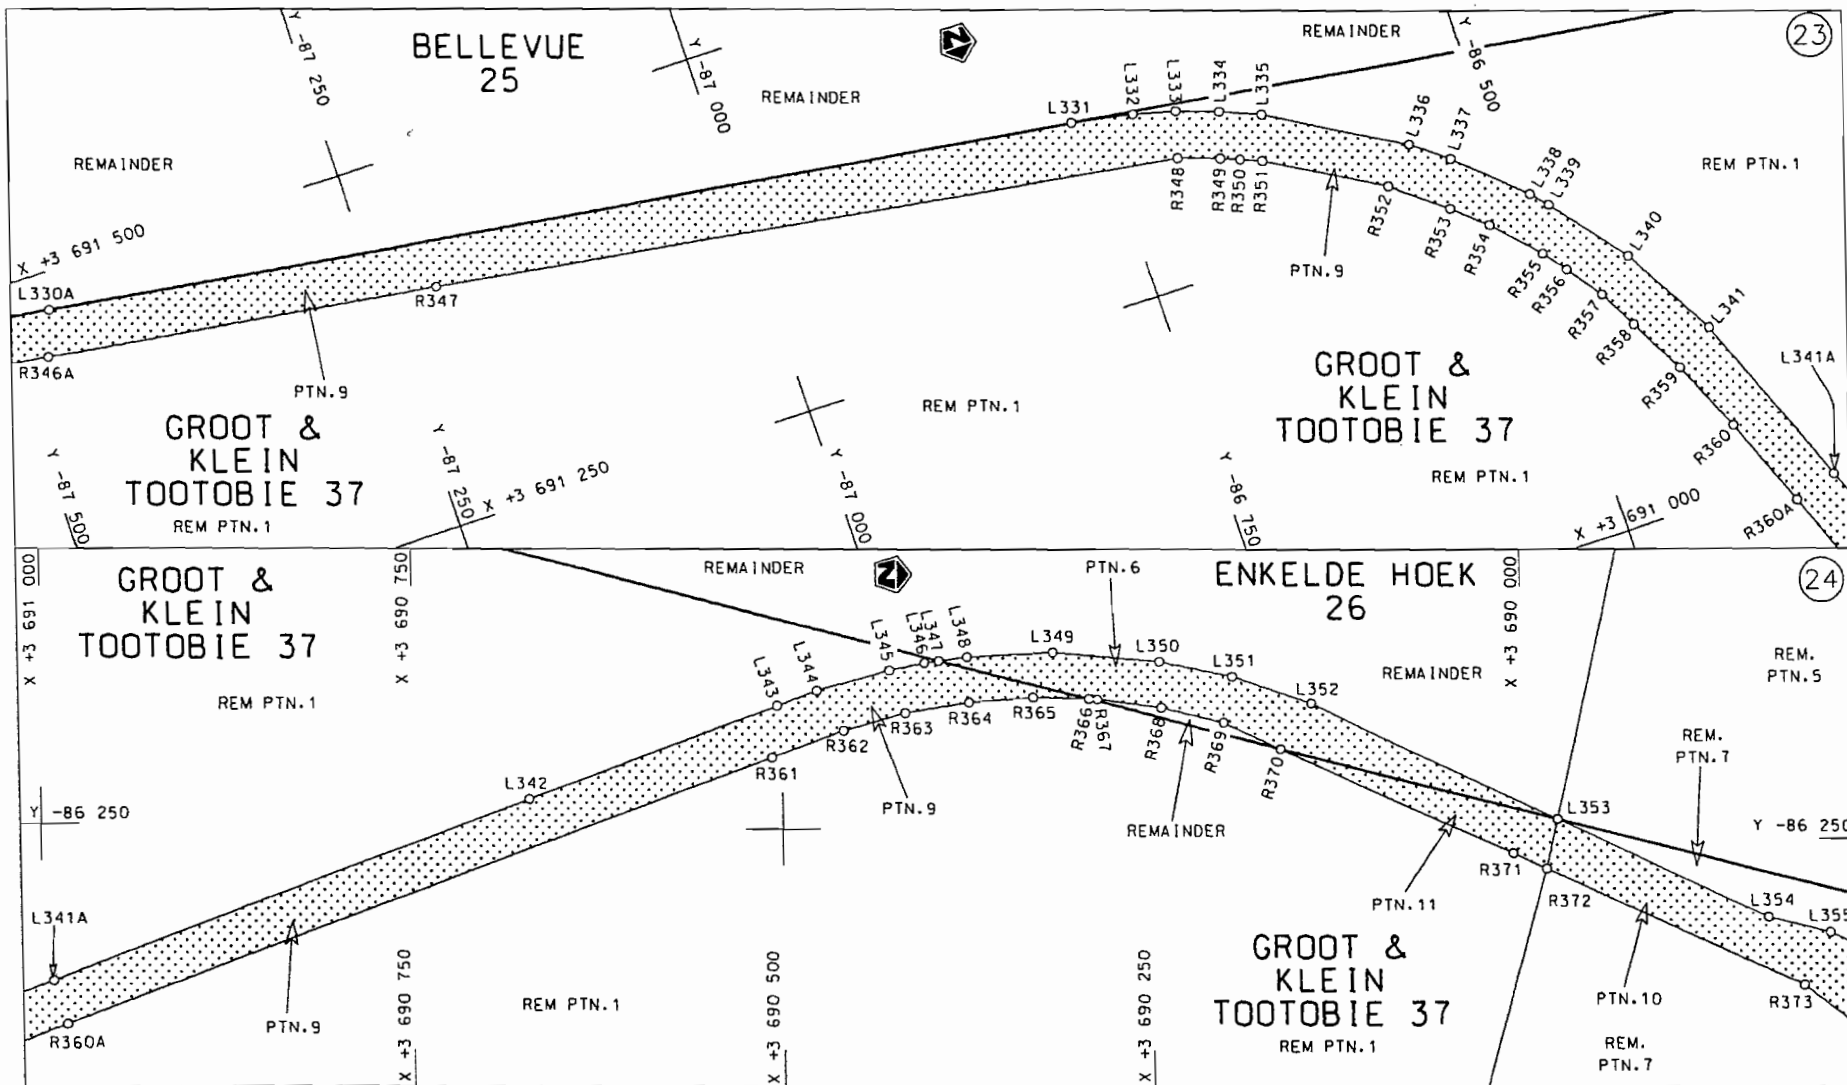 23
BELLEVUE
25
REMAINDER
REMAINDER
REMAINDER
REM PTN.1
Y -87 250
Y -87 000
Y -86 500
N
X +3 691 500
L330A
L331
L332
L333
L334
L335
L336
L337
L338
L339
L340
L341
L341A
R346A
R347
R348
R349
R350
R351
R352
R353
R354
R355
R356
R357
R358
R359
R360
R360A
PTN.9
PTN.9
GROOT &
KLEIN
TOOTOBIE 37
REM PTN.1
REM PTN.1
GROOT &
KLEIN
TOOTOBIE 37
REM PTN.1
Y -87 500
Y -87 250
X +3 691 250
Y -87 000
Y -86 750
X +3 691 000
24
X +3 691 000
GROOT &
KLEIN
TOOTOBIE 37
REM PTN.1
X +3 690 750
REMAINDER
N
PTN.6
ENKELDE HOEK
26
REMAINDER
X +3 690 000
REM.
PTN.5
REM.
PTN.7
Y -86 250
Y -86 250
L341A
L342
L343
L344
L345
L346
L347
L348
L349
L350
L351
L352
L353
L354
L355
R360A
R361
R362
R363
R364
R365
R366
R367
R368
R369
R370
R371
R372
R373
PTN.9
PTN.9
REMAINDER
PTN.11
PTN.10
REM PTN.1
X +3 690 750
X +3 690 500
X +3 690 250
GROOT &
KLEIN
TOOTOBIE 37
REM PTN.1
REM.
PTN.7